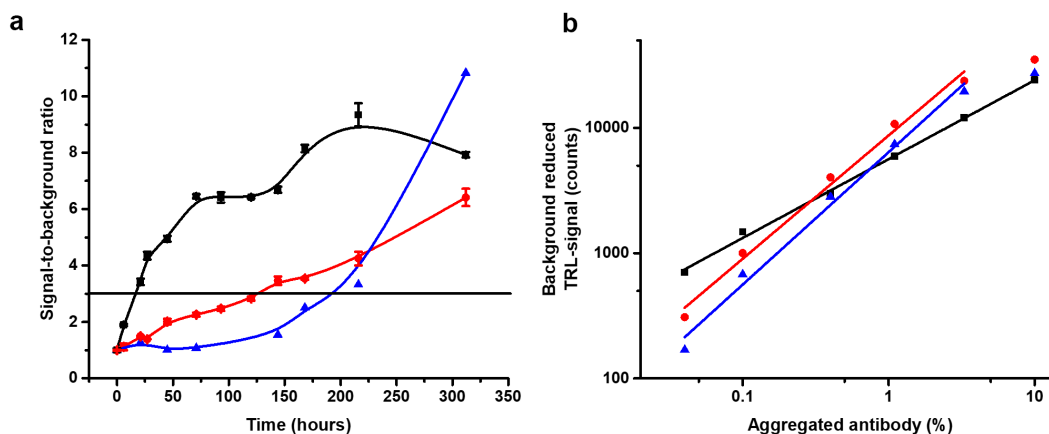 a
12
10
8
6
4
2
0
Signal-to-background ratio
0 50 100 150 200 250 300 350
Time (hours)
b
10000
1000
100
Background reduced
TRL-signal (counts)
0.1 1 10
Aggregated antibody (%)